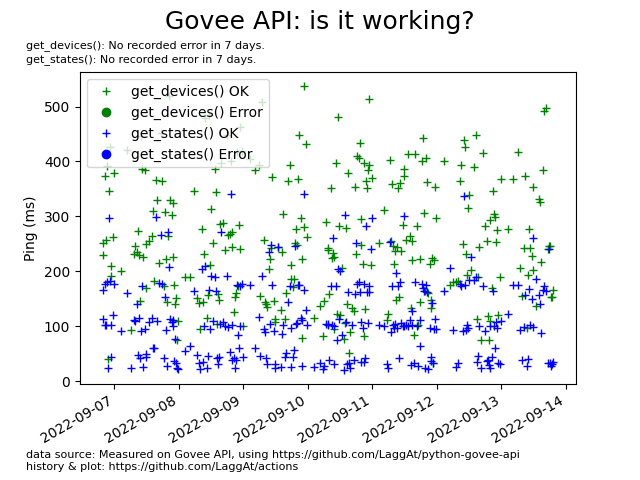 Govee API: is it working?
get_devices(): No recorded error in 7 days.
get_states(): No recorded error in 7 days.
get_devices() OK
get_devices() Error
get_states() OK
get_states() Error
Ping (ms)
500
400
300
200
100
0
2022-09-07
2022-09-08
2022-09-09
2022-09-10
2022-09-11
2022-09-12
2022-09-13
2022-09-14
data source: Measured on Govee API, using https://github.com/LaggAt/python-govee-api
history & plot: https://github.com/LaggAt/actions